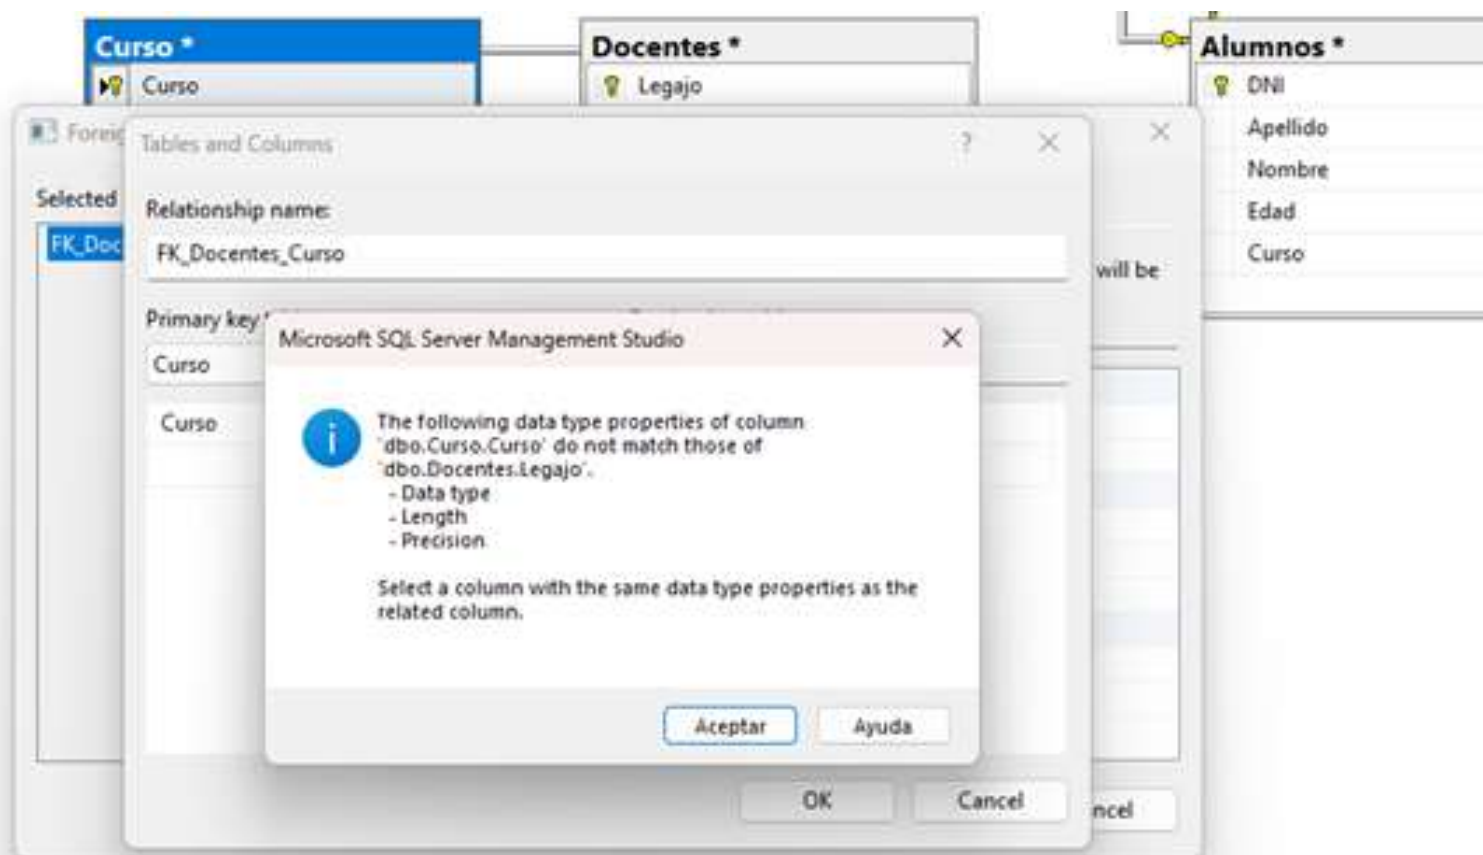 Curso *
Docentes *
Alumnos *
Curso
Legajo
DNI
Apellido
Nombre
Edad
Curso
Foreig
Tables and Columns
?
Selected
Relationship name:
FK_Doc
FK_Docentes_Curso
will be
Primary key
Microsoft SQL Server Management Studio
Curso
Curso
The following data type properties of column
'dbo.Curso.Curso' do not match those of
'dbo.Docentes.Legajo'.
- Data type
- Length
- Precision
Select a column with the same data type properties as the
related column.
Aceptar
Ayuda
OK
Cancel
ncel